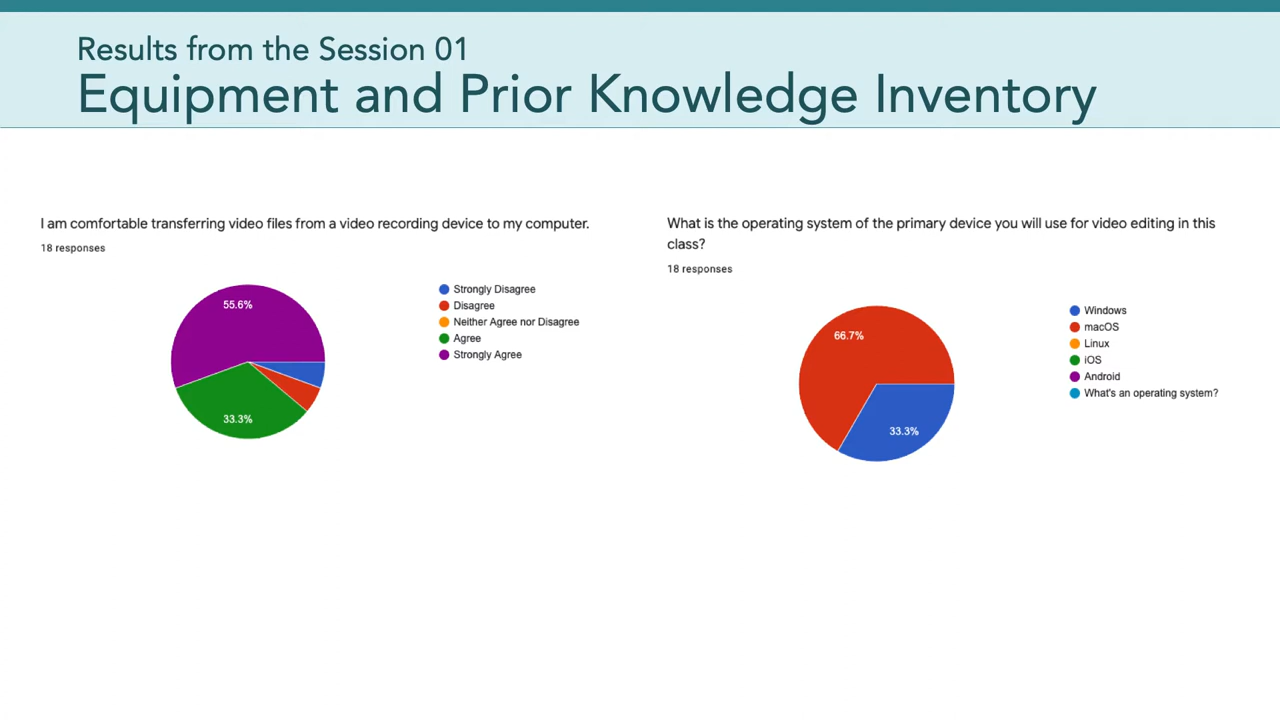 Results from the Session 01
Equipment and Prior Knowledge Inventory
I am comfortable transferring video files from a video recording device to my computer.
18 responses
55.6%
33.3%
Strongly Disagree
Disagree
Neither Agree nor Disagree
Agree
Strongly Agree
What is the operating system of the primary device you will use for video editing in this
class?
18 responses
66.7%
33.3%
Windows
macOS
Linux
iOS
Android
What's an operating system?